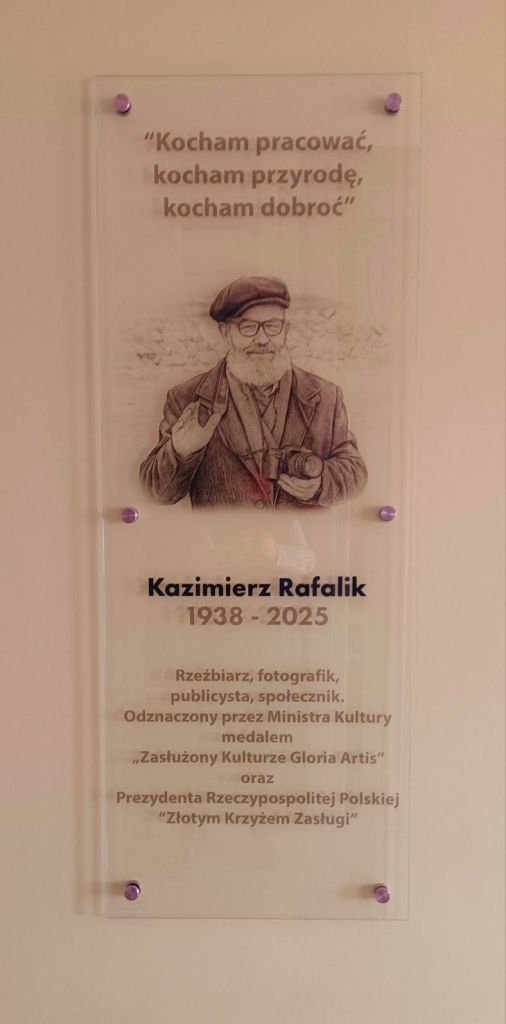 “Kocham pracować,
kocham przyrodę,
kocham dobroć”
Kazimierz Rafalik
1938 - 2025
Rzeźbiarz, fotografik,
publicysta, społecznik.
Odznaczony przez Ministra Kultury
medalem
„Zasłużony Kulturze Gloria Artis”
oraz
Prezydenta Rzeczypospolitej Polskiej
“Złotym Krzyżem Zasługi”